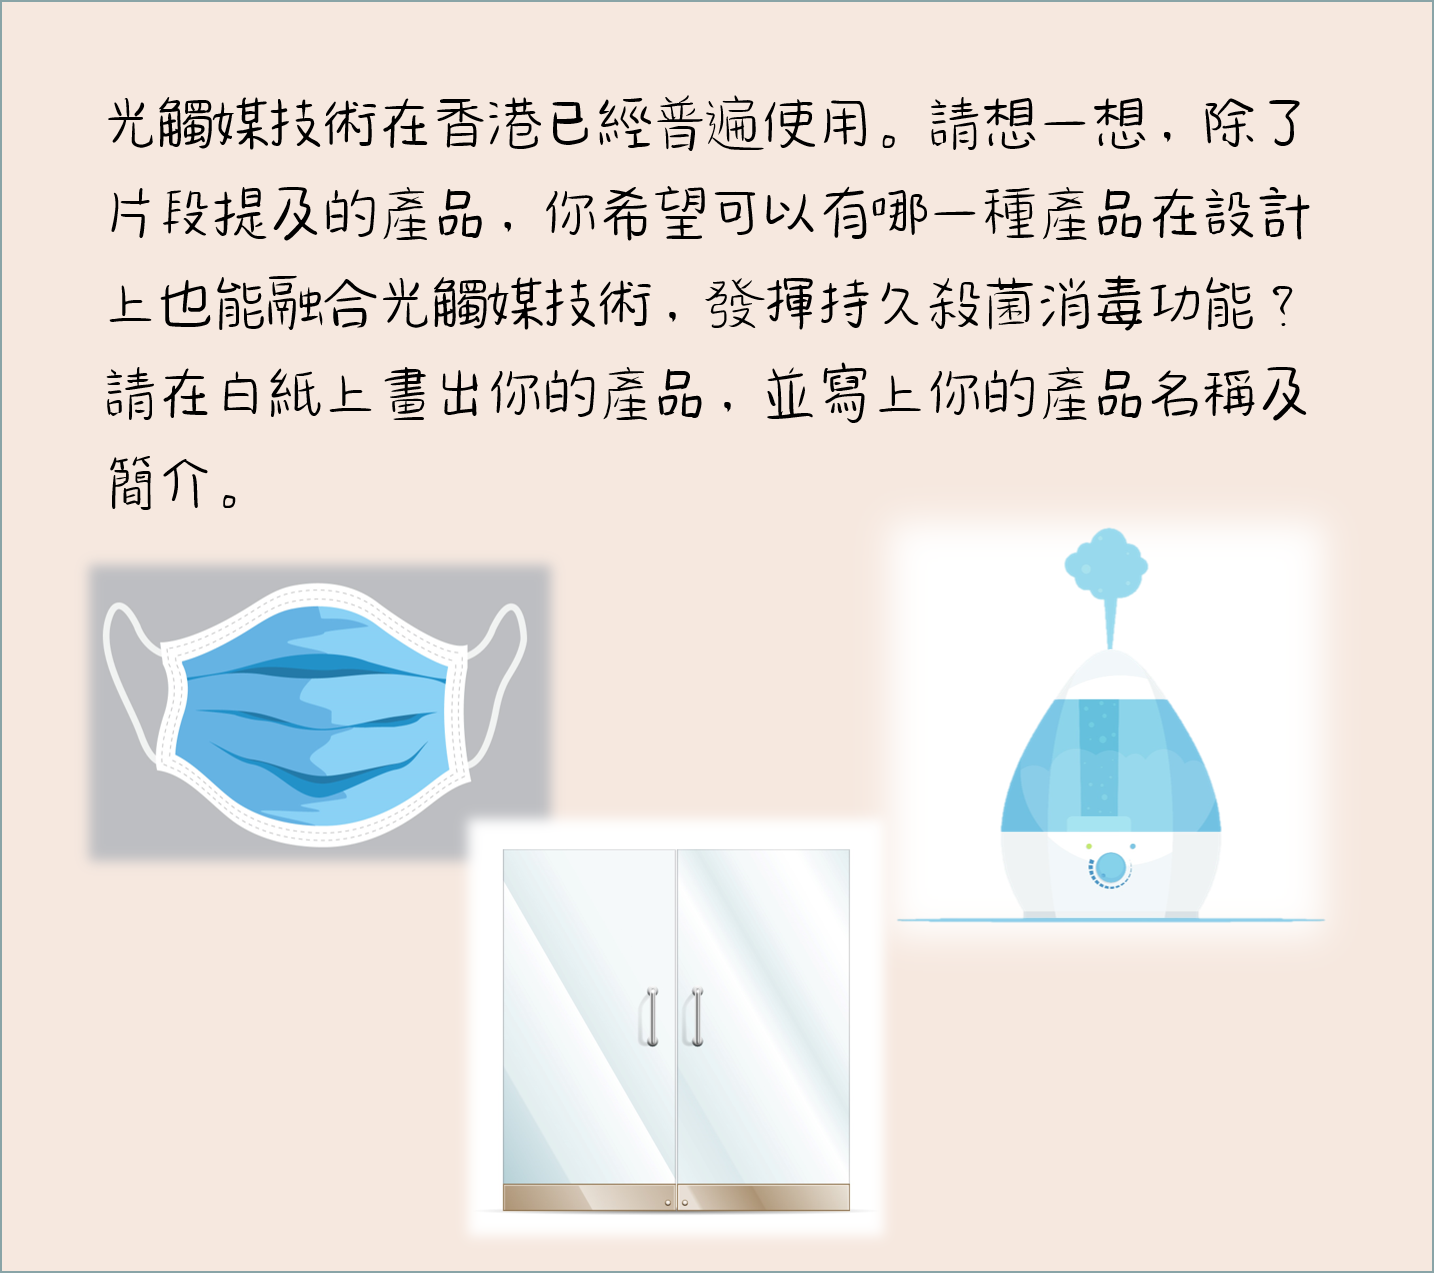 光觸媒技術在香港已經普遍使用。請想一想，除了
片段提及的產品，你希望可以有哪一種產品在設計
上也能融合光觸媒技術，發揮持久殺菌消毒功能？
請在白紙上畫出你的產品，並寫上你的產品名稱及
簡介。